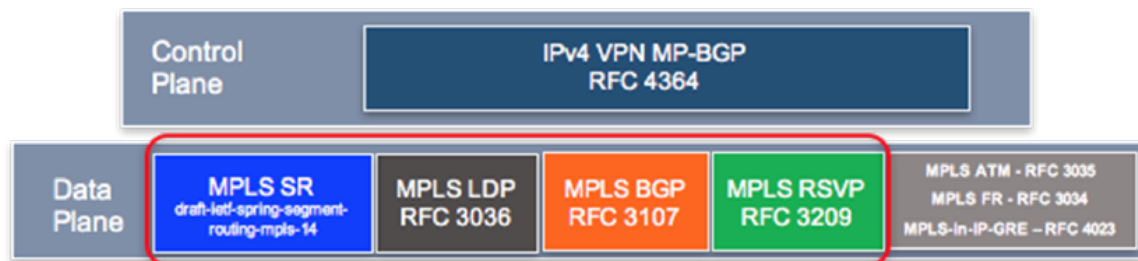 Control
Plane
IPv4 VPN MP-BGP
RFC 4364
Data
Plane
MPLS SR
draft-ietf-spring-segment-
routing-mpls-14
MPLS LDP
RFC 3036
MPLS BGP
RFC 3107
MPLS RSVP
RFC 3209
MPLS ATM - RFC 3035
MPLS FR - RFC 3034
MPLS-in-IP-GRE – RFC 4023